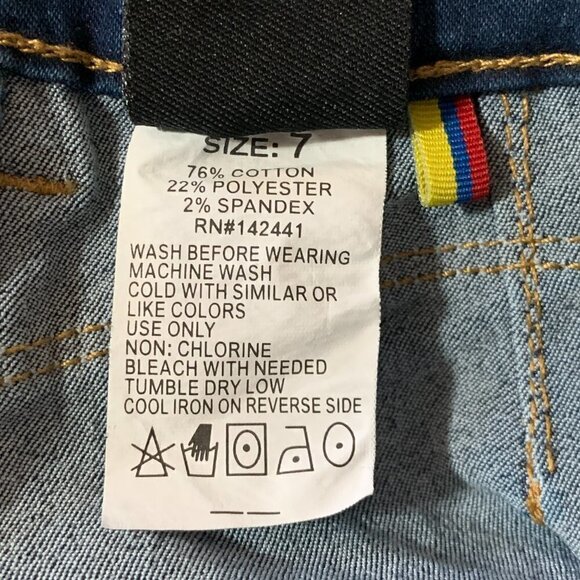 SIZE: 7
76% COTTON
22% POLYESTER
2% SPANDEX
RN#142441
WASH BEFORE WEARING
MACHINE WASH
COLD WITH SIMILAR OR
LIKE COLORS
USE ONLY
NON: CHLORINE
BLEACH WITH NEEDED
TUMBLE DRY LOW
COOL IRON ON REVERSE SIDE